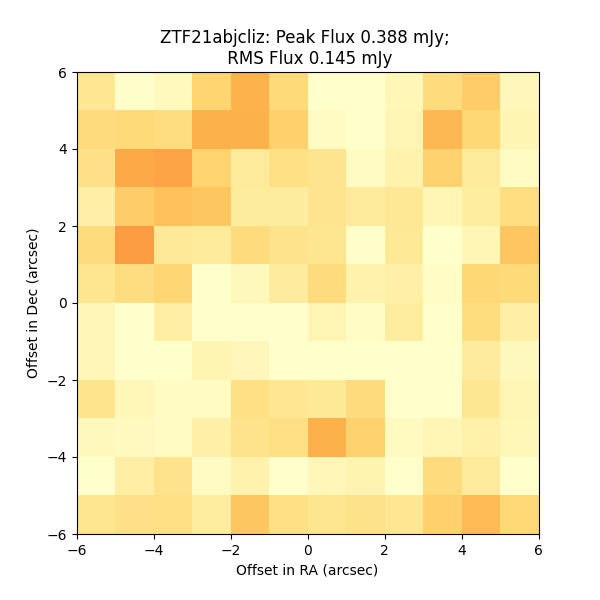 ZTF21abjcliz: Peak Flux 0.388 mJy;
RMS Flux 0.145 mJy
6
4
2
0
−2
−4
−6
Offset in Dec (arcsec)
−6 −4 −2 0 2 4 6
Offset in RA (arcsec)